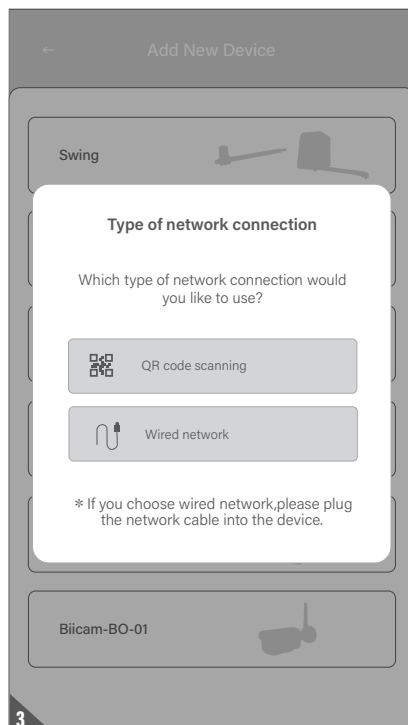 ← Add New Device
Swing
Type of network connection
Which type of network connection would
you like to use?
QR code scanning
Wired network
* If you choose wired network,please plug
the network cable into the device.
Biicam-BO-01
3